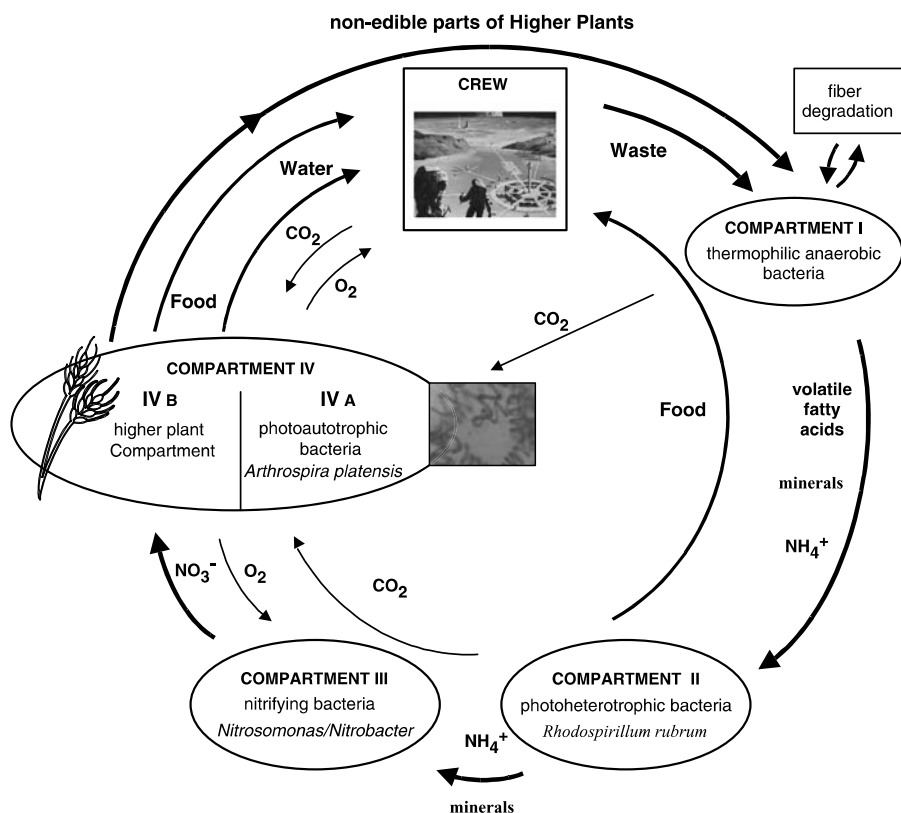 non-edible parts of Higher Plants
CREW
fiber
degradation
Waste
Water
COMPARTMENT I
thermophilic anaerobic
bacteria
CO2
O2
Food
CO2
COMPARTMENT IV
IV B
higher plant
Compartment
IV A
photoautotrophic
bacteria
Arthrospira platensis
Food
volatile
fatty
acids
minerals
NH4+
NO3-
O2
CO2
COMPARTMENT III
nitrifying bacteria
Nitrosomonas/Nitrobacter
COMPARTMENT II
photoheterotrophic bacteria
Rhodospirillum rubrum
NH4+
minerals